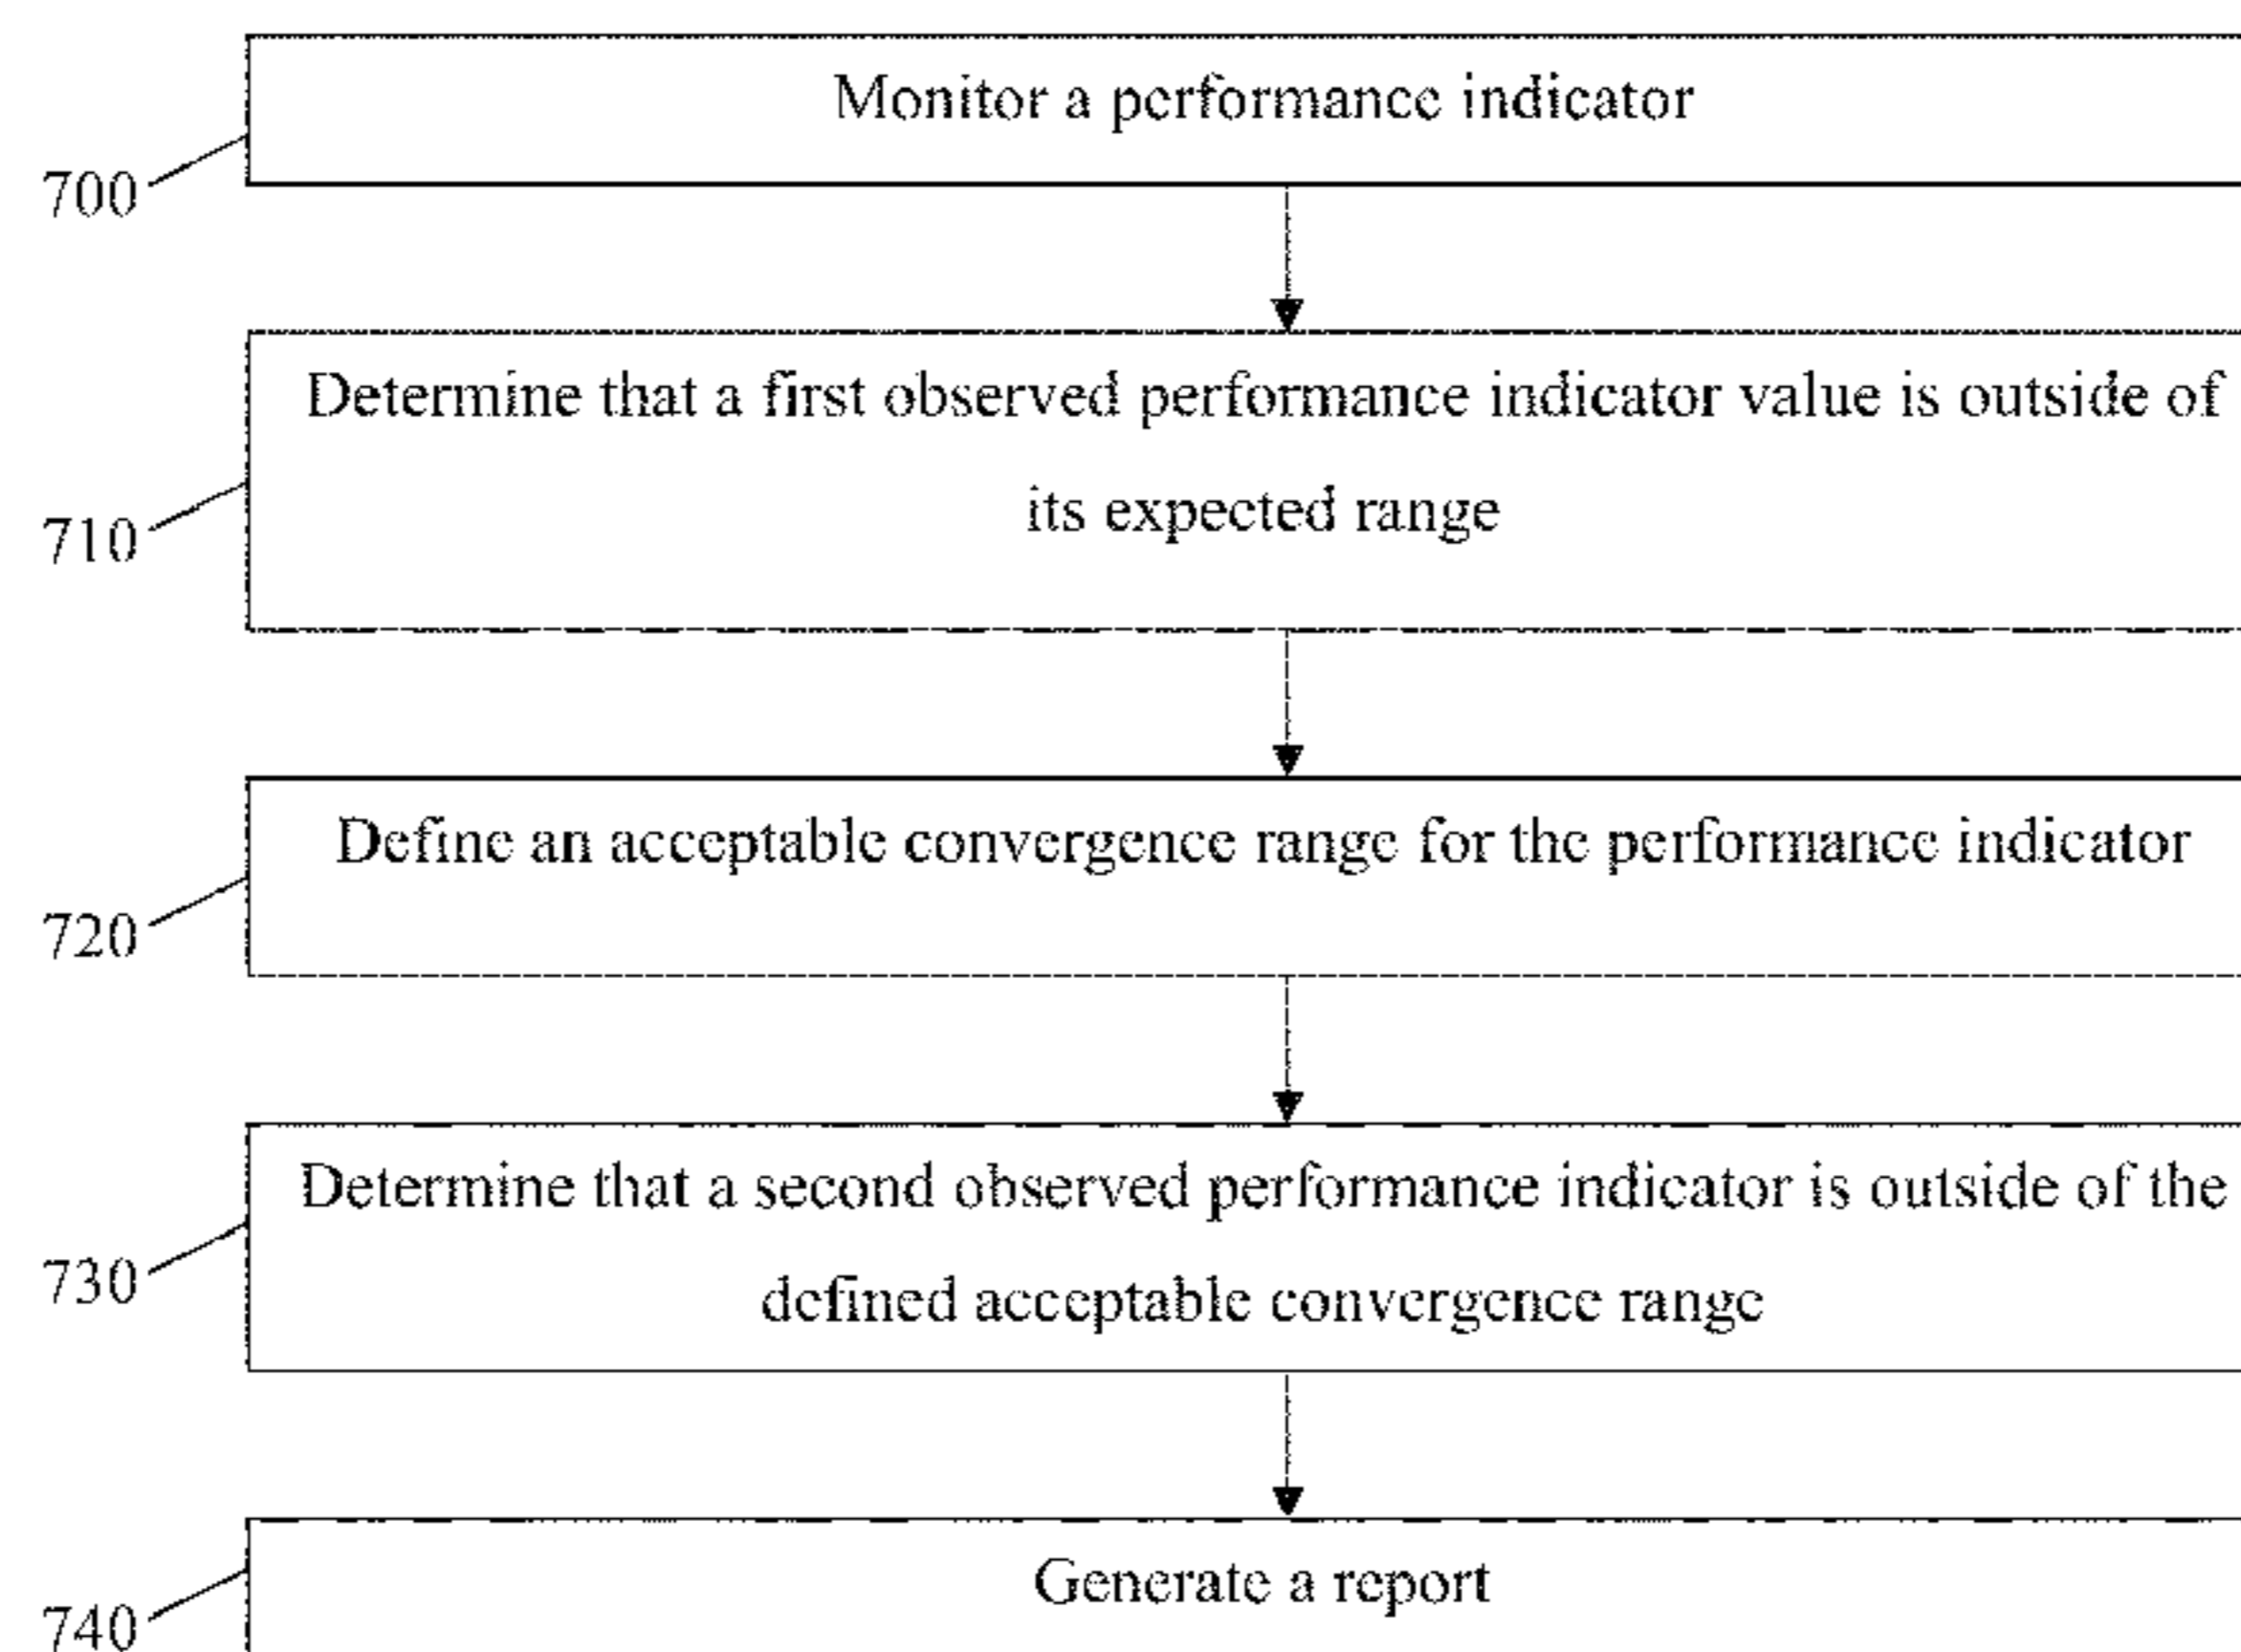 Monitor a performance indicator
700
Determine that a first observed performance indicator value is outside of
its expected range
710
Define an acceptable convergence range for the performance indicator
720
Determine that a second observed performance indicator is outside of the
defined acceptable convergence range
730
Generate a report
740